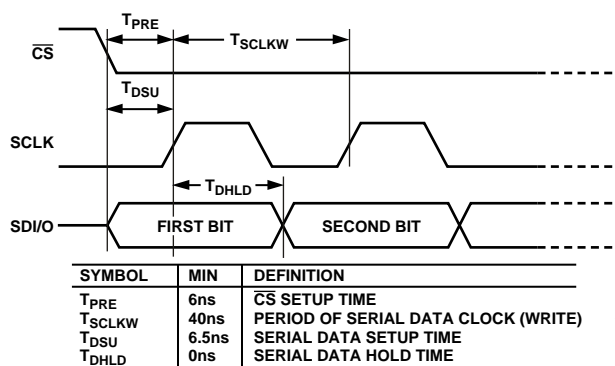 T_PRE
T_SCLKW
CS
T_DSU
SCLK
T_DHLD
SDI/O FIRST BIT SECOND BIT
SYMBOL MIN DEFINITION
T_PRE 6ns CS SETUP TIME
T_SCLKW 40ns PERIOD OF SERIAL DATA CLOCK (WRITE)
T_DSU 6.5ns SERIAL DATA SETUP TIME
T_DHLD 0ns SERIAL DATA HOLD TIME